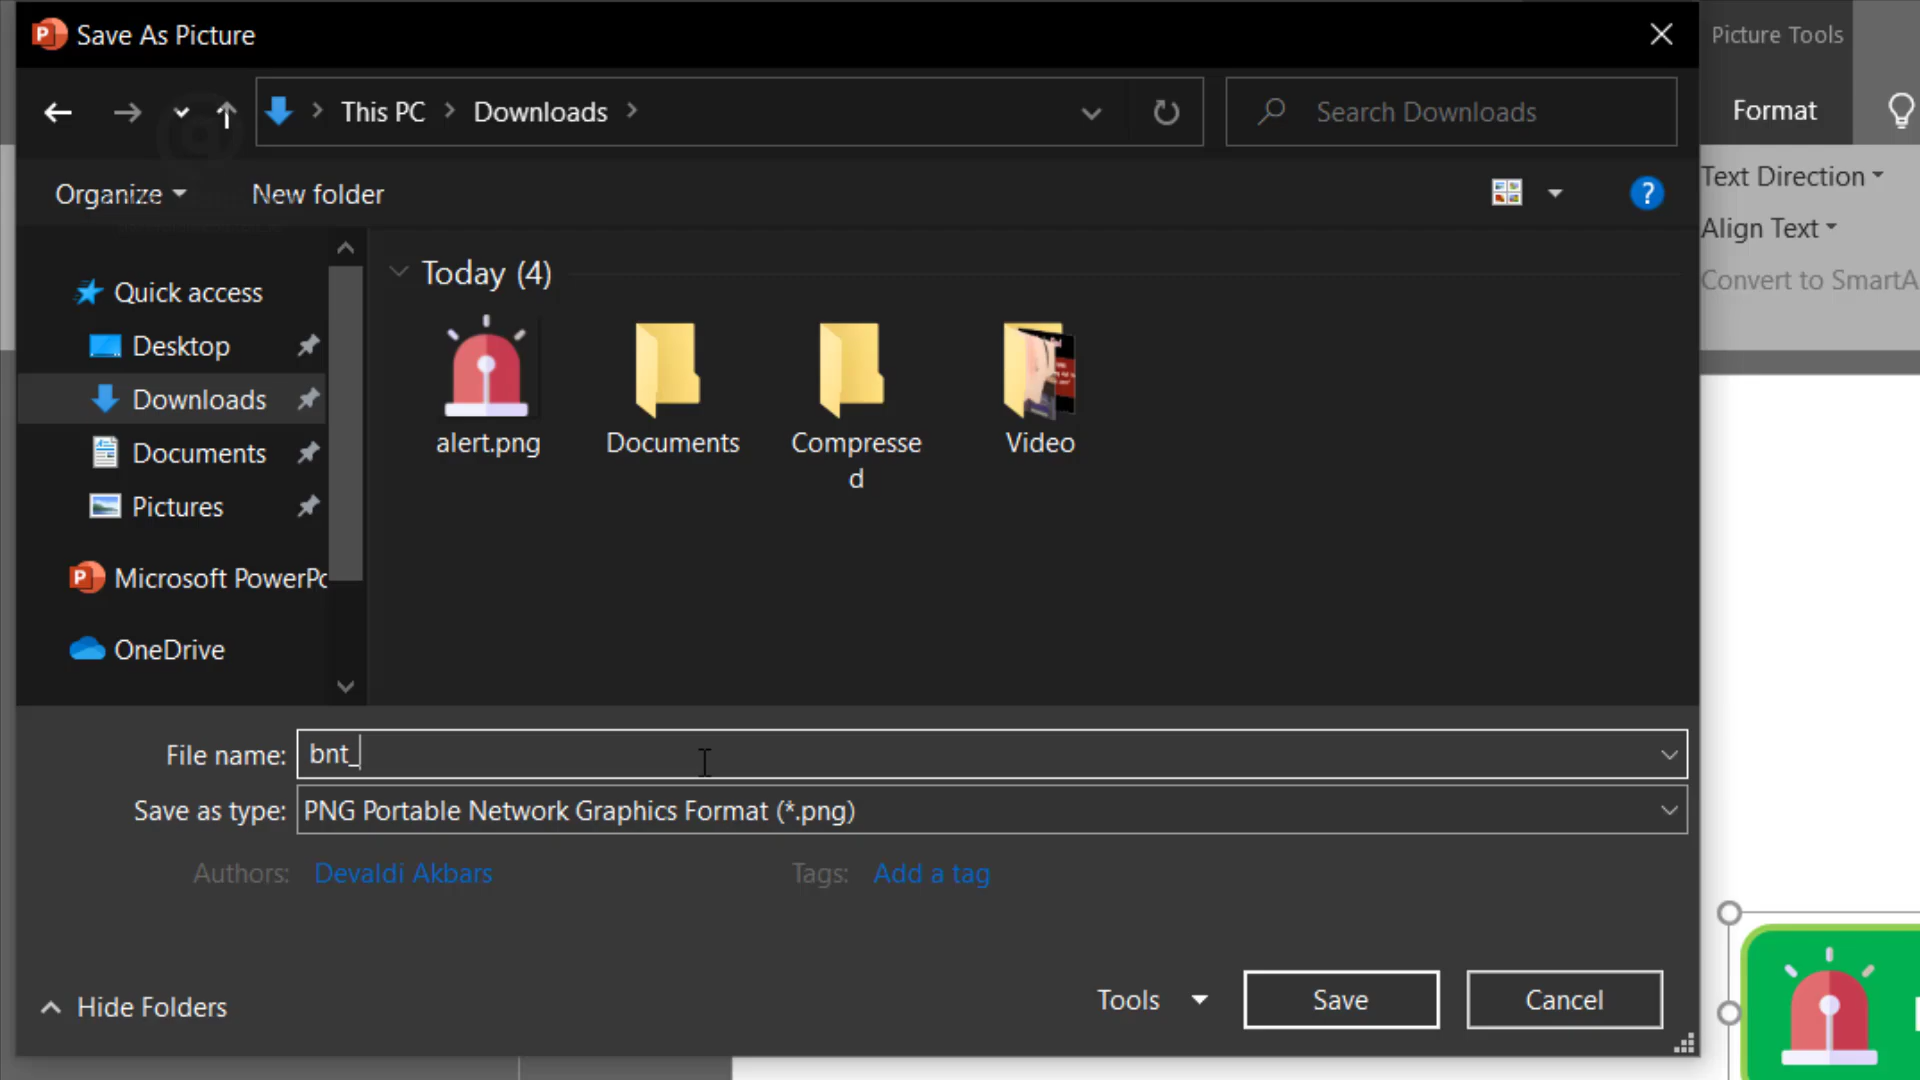 Save As Picture
Picture Tools
This PC
Downloads
Search Downloads
Format
Organize
New folder
Text Direction
Align Text
Convert to SmartA
Quick access
Desktop
Downloads
Documents
Pictures
Microsoft PowerPo
OneDrive
Today (4)
alert.png
Documents
Compresse
d
Video
File name: bnt_
Save as type: PNG Portable Network Graphics Format (*.png)
Authors: Devaldi Akbars
Tags: Add a tag
Hide Folders
Tools
Save
Cancel